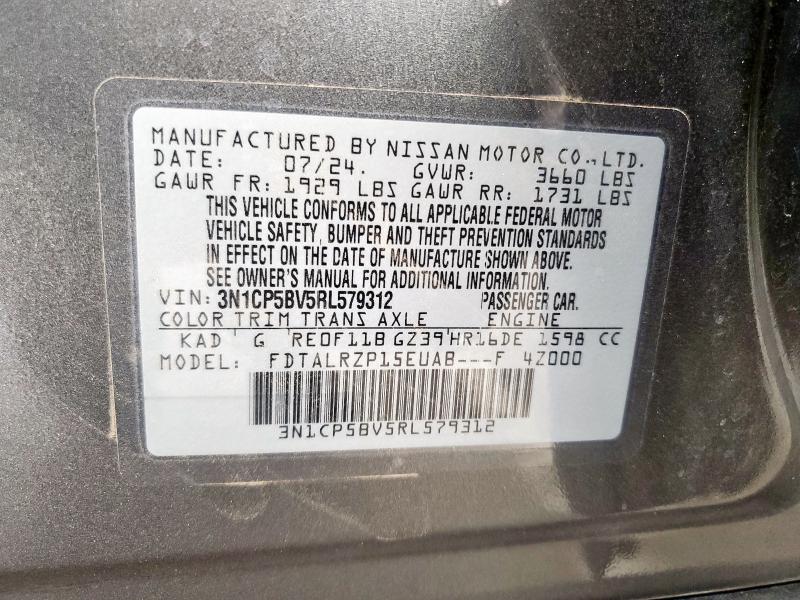 MANUFACTURED BY NISSAN MOTOR CO., LTD.
DATE: 07/24. GVWR: 3660 LBS
GAWR FR: 1929 LBS GAWR RR: 1731 LBS
THIS VEHICLE CONFORMS TO ALL APPLICABLE FEDERAL MOTOR
VEHICLE SAFETY, BUMPER AND THEFT PREVENTION STANDARDS
IN EFFECT ON THE DATE OF MANUFACTURE SHOWN ABOVE.
SEE OWNER'S MANUAL FOR ADDITIONAL INFORMATION.
VIN: 3N1CP5BV5RL579312 PASSENGER CAR.
COLOR TRIM TRANS AXLE ENGINE
KAD G RE0F11B GZ39 HR16DE 1598 CC
MODEL: FDTALRZP15EUAB---F 4Z000
3N1CP5BV5RL579312